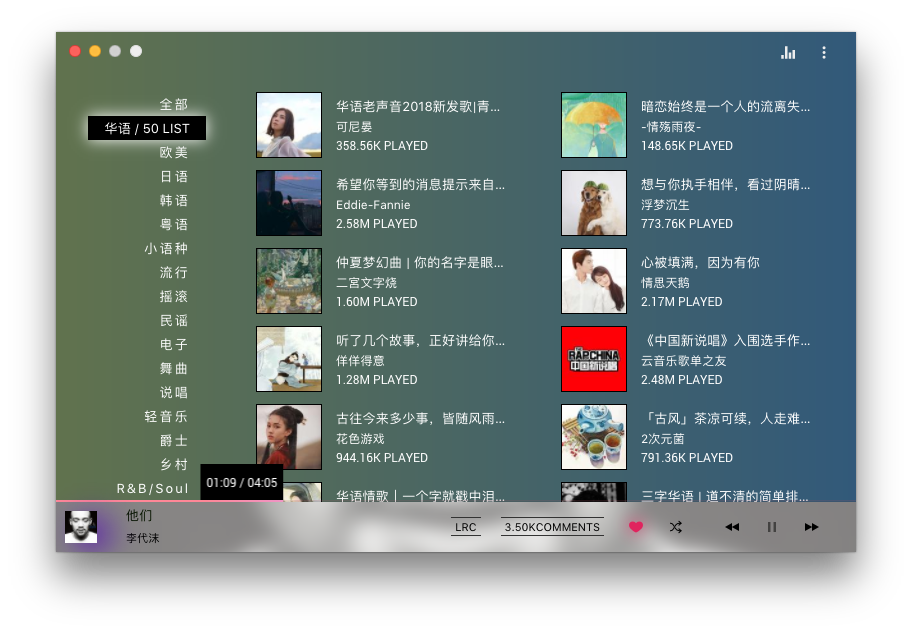 全部
华语 / 50 LIST
欧美
日语
韩语
粤语
小语种
流行
摇滚
民谣
电子
舞曲
说唱
轻音乐
爵士
乡村
R&B/Soul
华语老声音2018新发歌|青...
可尼晏
358.56K PLAYED
暗恋始终是一个人的流离失...
-情殇雨夜-
148.65K PLAYED
希望你等到的消息提示来自...
Eddie-Fannie
2.58M PLAYED
想与你执手相伴，看过阴晴...
浮梦沉生
773.76K PLAYED
仲夏梦幻曲 | 你的名字是眼...
二宮文字烧
1.60M PLAYED
心被填满，因为有你
情思天鹅
2.17M PLAYED
听了几个故事，正好讲给你...
佯佯得意
1.28M PLAYED
RAP CHINA
《中国新说唱》入围选手作...
云音乐歌单之友
2.48M PLAYED
古往今来多少事，皆随风雨...
花色游戏
944.16K PLAYED
「古风」茶凉可续，人走难...
2次元菌
791.36K PLAYED
华语情歌｜一个字就戳中泪...
三字华语 | 道不清的简单排...
01:09 / 04:05
他们
李代沫
LRC
3.50KCOMMENTS